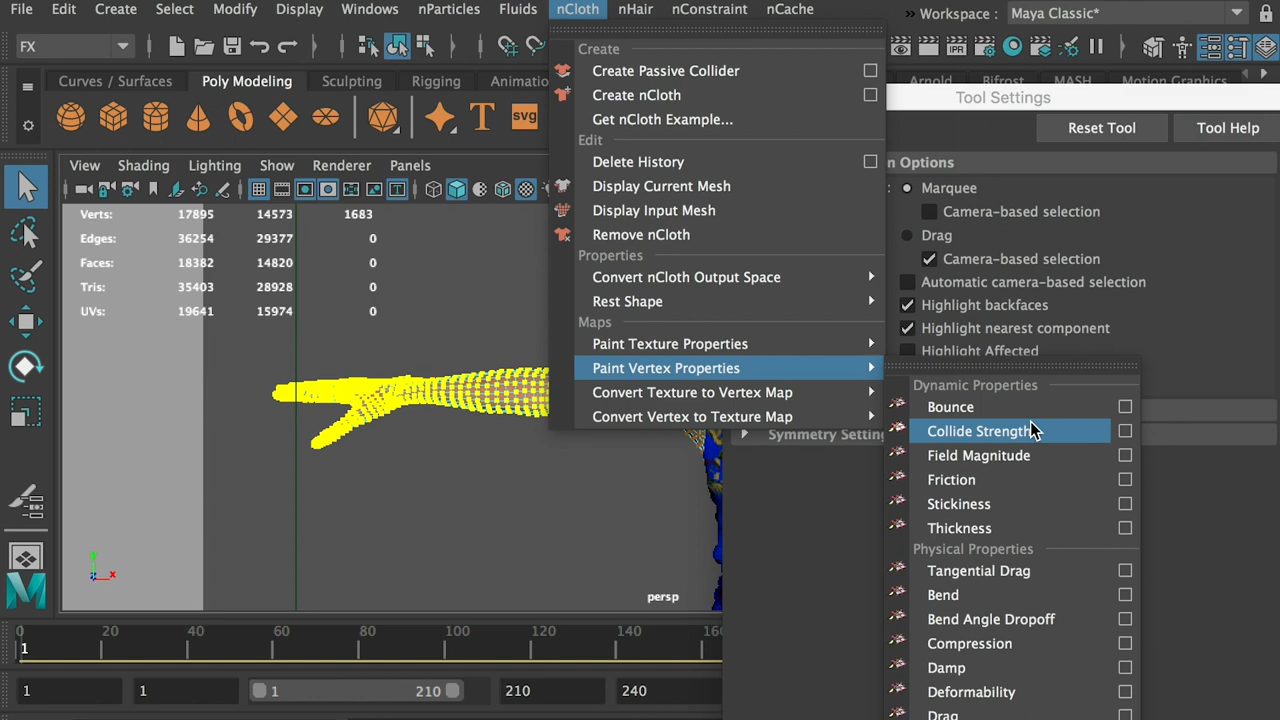 File Edit Create Select Modify Display Windows nParticles Fluids nCloth nHair nConstraint nCache
Workspace : Maya Classic*
FX
Curves / Surfaces Poly Modeling Sculpting Rigging Animatio
Arnold Bifrost MASH Motion Graphics
svg
Tool Settings
Reset Tool Tool Help
View Shading Lighting Show Renderer Panels
Verts: 17895 14573 1683
Edges: 36254 29377 0
Faces: 18382 14820 0
Tris: 35403 28928 0
UVs: 19641 15974 0
Create
Create Passive Collider
Create nCloth
Get nCloth Example...
Edit
Delete History
Display Current Mesh
Display Input Mesh
Remove nCloth
Properties
Convert nCloth Output Space
Rest Shape
Maps
Paint Texture Properties
Paint Vertex Properties
Convert Texture to Vertex Map
Convert Vertex to Texture Map
n Options
Marquee
Camera-based selection
Drag
Camera-based selection
Automatic camera-based selection
Highlight backfaces
Highlight nearest component
Highlight Affected
Symmetry Setting
Dynamic Properties
Bounce
Collide Strength
Field Magnitude
Friction
Stickiness
Thickness
Physical Properties
Tangential Drag
Bend
Bend Angle Dropoff
Compression
Damp
Deformability
Drag
persp
0 20 40 60 80 100 120 140 160
1
1 1 1 210 210 240